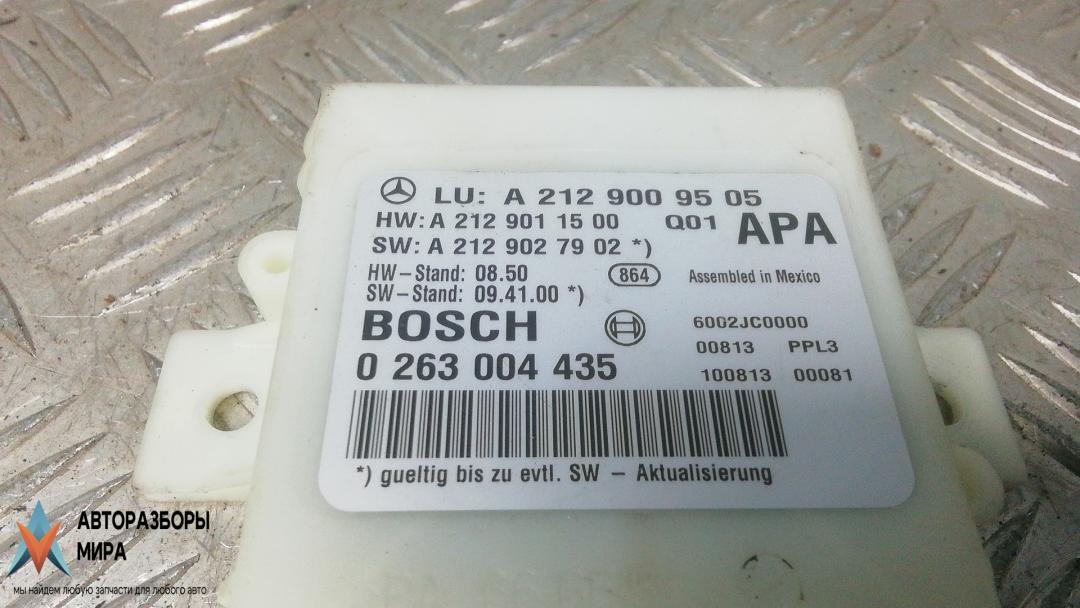 LU: A 212 900 95 05
HW: A 212 901 15 00 Q01 APA
SW: A 212 902 79 02 *)
HW-Stand: 08.50 864 Assembled in Mexico
SW-Stand: 09.41.00 *)
BOSCH 6002JC0000
0 263 004 435 00813 PPL3
100813 00081
*) gueltig bis zu evtl. SW - Aktualisierung
АВТОРАЗБОРЫ
МИРА
мы найдем любую запчасти для любого авто